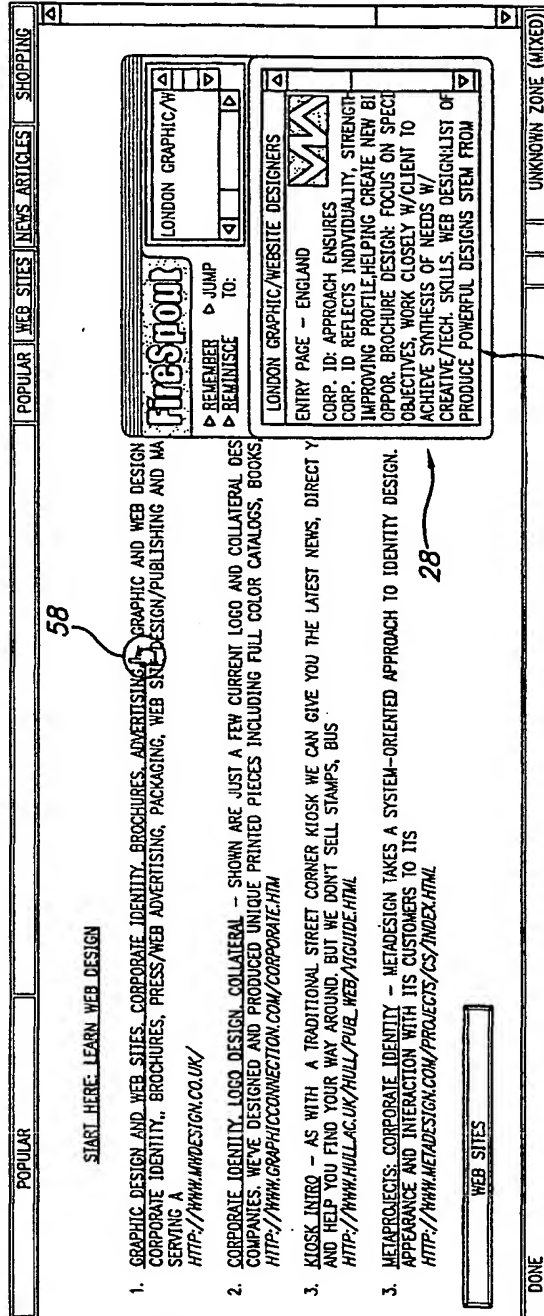 POPULAR
POPULAR WEB SITES NEWS ARTICLES SHOPPING
START HERE: LEARN WEB DESIGN
58
1. GRAPHIC DESIGN AND WEB SITES, CORPORATE IDENTITY, BROCHURES, ADVERTISING, GRAPHIC AND WEB DESIGN
CORPORATE IDENTITY,, BROCHURES, PRESS/WEB ADVERTISING, PACKAGING, WEB SITE DESIGN/PUBLISHING AND MA
SERVING A
HTTP://WWW.MWDESIGN.CO.UK/
2. CORPORATE IDENTITY, LOGO DESIGN, COLLATERAL – SHOWN ARE JUST A FEW CURRENT LOGO AND COLLATERAL DES
COMPANIES. WE'VE DESIGNED AND PRODUCED UNIQUE PRINTED PIECES INCLUDING FULL COLOR CATALOGS, BOOKS,
HTTP://WWW.GRAPHICCONNECTION.COM/CORPORATE.HTM
3. KIOSK INTRO – AS WITH A TRADITIONAL STREET CORNER KIOSK WE CAN GIVE YOU THE LATEST NEWS, DIRECT Y
AND HELP YOU FIND YOUR WAY AROUND. BUT WE DON'T SELL STAMPS, BUS
HTTP://WWW.HULL.AC.UK/HULL/PUB_WEB/VIGUIDE.HTML
3. METAPROJECTS: CORPORATE IDENTITY – METADESIGN TAKES A SYSTEM-ORIENTED APPROACH TO IDENTITY DESIGN.
APPEARANCE AND INTERACTION WITH ITS CUSTOMERS TO ITS
HTTP://WWW.METADESIGN.COM/PROJECTS/CS/INDEX.HTML
WEB SITES
FireSpout
REMEMBER JUMP
REMINISCE TO:
LONDON GRAPHIC/W
LONDON GRAPHIC/WEBSITE DESIGNERS
ENTRY PAGE – ENGLAND
CORP. ID: APPROACH ENSURES
CORP. ID REFLECTS INDIVIDUALITY, STRENGTH
IMPROVING PROFILE,HELPING CREATE NEW BI
OPPOR. BROCHURE DESIGN: FOCUS ON SPECI
OBJECTIVES, WORK CLOSELY W/CLIENT TO
ACHIEVE SYNTHESIS OF NEEDS W/
CREATIVE/TECH. SKILLS. WEB DESIGN:LIST OF
PRODUCE POWERFUL DESIGNS STEM FROM
28
DONE UNKNOWN ZONE (MIXED)